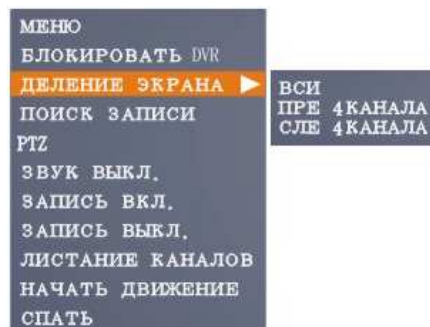 МЕНЮ
БЛОКИРОВАТЬ DVR
ДЕЛЕНИЕ ЭКРАНА
ПОИСК ЗАПИСИ
PTZ
ЗВУК ВЫКЛ.
ЗАПИСЬ ВКЛ.
ЗАПИСЬ ВЫКЛ.
ЛИСТАНИЕ КАНАЛОВ
НАЧАТЬ ДВИЖЕНИЕ
СПАТЬ
ВСИ
ПРЕ 4КАНАЛА
СЛЕ 4КАНАЛА